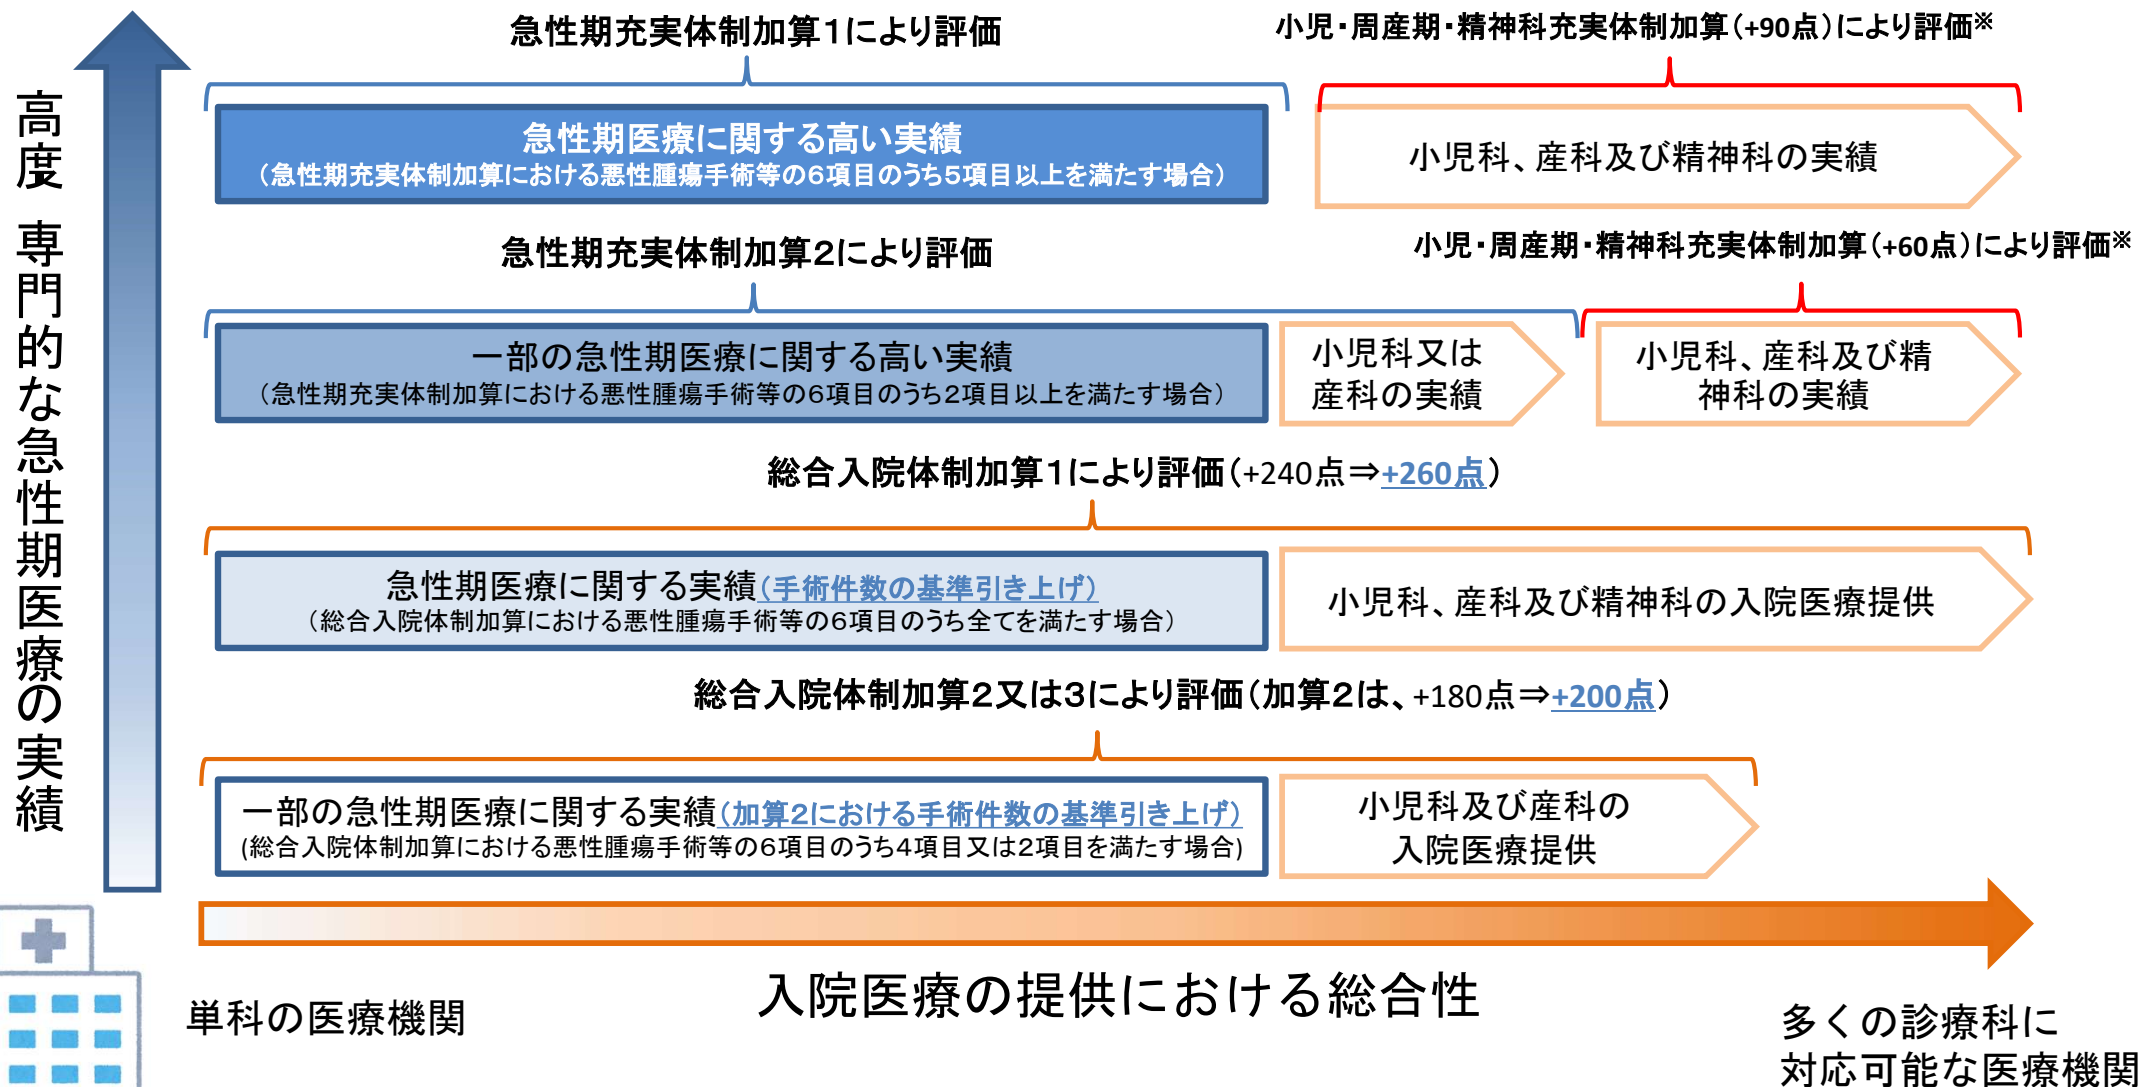 高度 専門的な急性期医療の実績
急性期充実体制加算1により評価
小児・周産期・精神科充実体制加算(+90点)により評価※
急性期医療に関する高い実績
(急性期充実体制加算における悪性腫瘍手術等の6項目のうち5項目以上を満たす場合)
小児科、産科及び精神科の実績
急性期充実体制加算2により評価
小児・周産期・精神科充実体制加算(+60点)により評価※
一部の急性期医療に関する高い実績
(急性期充実体制加算における悪性腫瘍手術等の6項目のうち2項目以上を満たす場合)
小児科又は
産科の実績
小児科、産科及び精
神科の実績
総合入院体制加算1により評価(+240点⇒+260点)
急性期医療に関する実績(手術件数の基準引き上げ)
(総合入院体制加算における悪性腫瘍手術等の6項目のうち全てを満たす場合)
小児科、産科及び精神科の入院医療提供
総合入院体制加算2又は3により評価(加算2は、+180点⇒+200点)
一部の急性期医療に関する実績(加算2における手術件数の基準引き上げ)
(総合入院体制加算における悪性腫瘍手術等の6項目のうち4項目又は2項目を満たす場合)
小児科及び産科の
入院医療提供
単科の医療機関
入院医療の提供における総合性
多くの診療科に
対応可能な医療機関